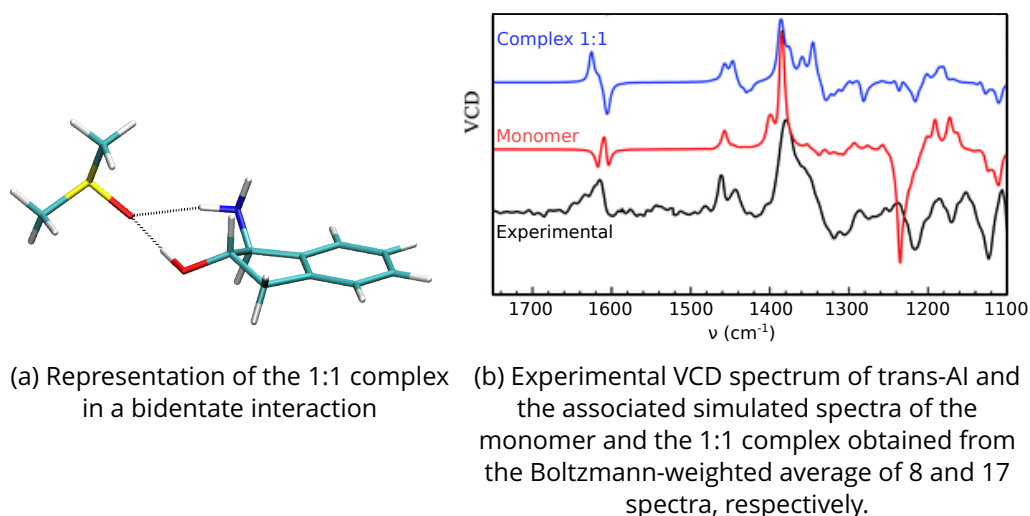 Complex 1:1
Monomer
Experimental
VCD
1700 1600 1500 1400 1300 1200 1100
ν (cm-1)
(a) Representation of the 1:1 complex
in a bidentate interaction
(b) Experimental VCD spectrum of trans-AI and
the associated simulated spectra of the
monomer and the 1:1 complex obtained from
the Boltzmann-weighted average of 8 and 17
spectra, respectively.